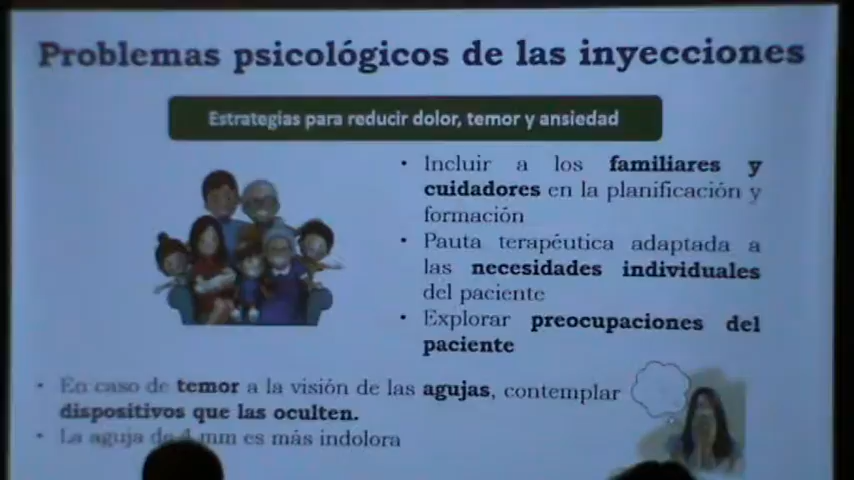 Problemas psicológicos de las inyecciones
Estrategias para reducir dolor, temor y ansiedad
• Incluir a los familiares y
cuidadores en la planificación y
formación
• Pauta terapéutica adaptada a
las necesidades individuales
del paciente
• Explorar preocupaciones del
paciente
• En caso de temor a la visión de las agujas, contemplar
dispositivos que las oculten.
• La aguja de 4 mm es más indolora